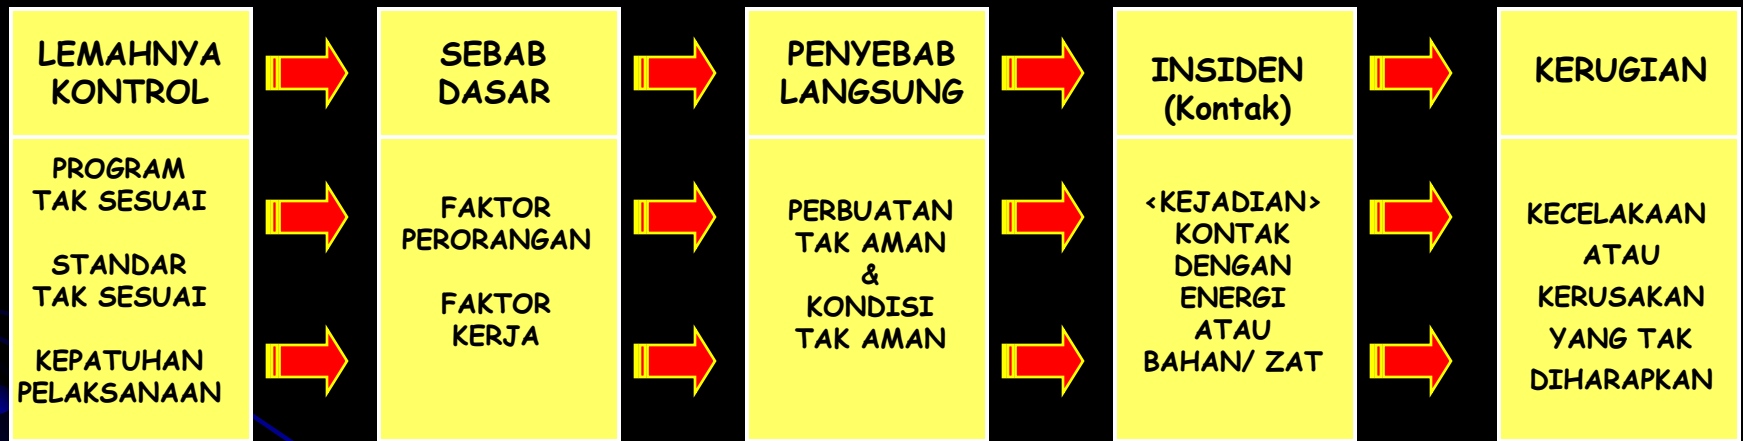 LEMAHNYA
KONTROL
SEBAB
DASAR
PENYEBAB
LANGSUNG
INSIDEN
(Kontak)
KERUGIAN
PROGRAM
TAK SESUAI
STANDAR
TAK SESUAI
KEPATUHAN
PELAKSANAAN
FAKTOR
PERORANGAN
FAKTOR
KERJA
PERBUATAN
TAK AMAN
&
KONDISI
TAK AMAN
<KEJADIAN>
KONTAK
DENGAN
ENERGI
ATAU
BAHAN/ ZAT
KECELAKAAN
ATAU
KERUSAKAN
YANG TAK
DIHARAPKAN